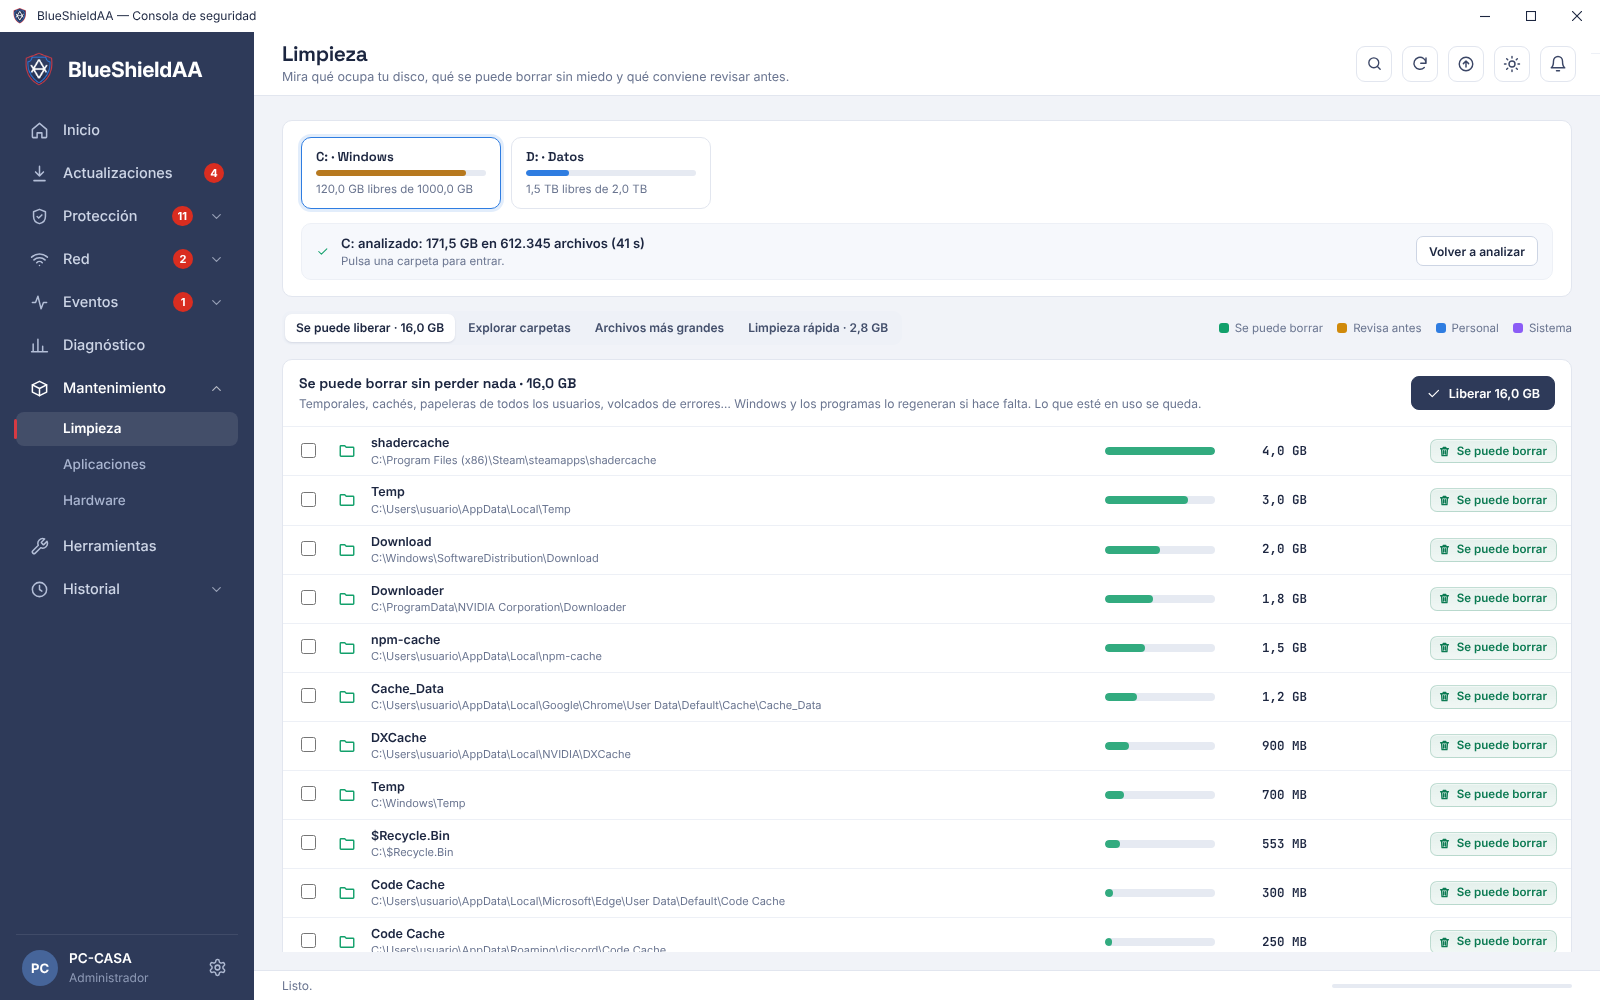 BlueShieldAA — Consola de seguridad
BlueShieldAA
Inicio
Actualizaciones 4
Protección 11
Red 2
Eventos 1
Diagnóstico
Mantenimiento
Limpieza
Aplicaciones
Hardware
Herramientas
Historial
PC
PC-CASA
Administrador
Limpieza
Mira qué ocupa tu disco, qué se puede borrar sin miedo y qué conviene revisar antes.
C: · Windows
120,0 GB libres de 1000,0 GB
D: · Datos
1,5 TB libres de 2,0 TB
C: analizado: 171,5 GB en 612.345 archivos (41 s)
Pulsa una carpeta para entrar.
Volver a analizar
Se puede liberar · 16,0 GB
Explorar carpetas
Archivos más grandes
Limpieza rápida · 2,8 GB
Se puede borrar
Revisa antes
Personal
Sistema
Se puede borrar sin perder nada · 16,0 GB
Temporales, cachés, papeleras de todos los usuarios, volcados de errores... Windows y los programas lo regeneran si hace falta. Lo que esté en uso se queda.
Liberar 16,0 GB
shadercache
C:\Program Files (x86)\Steam\steamapps\shadercache
4,0 GB
Se puede borrar
Temp
C:\Users\usuario\AppData\Local\Temp
3,0 GB
Se puede borrar
Download
C:\Windows\SoftwareDistribution\Download
2,0 GB
Se puede borrar
Downloader
C:\ProgramData\NVIDIA Corporation\Downloader
1,8 GB
Se puede borrar
npm-cache
C:\Users\usuario\AppData\Local\npm-cache
1,5 GB
Se puede borrar
Cache_Data
C:\Users\usuario\AppData\Local\Google\Chrome\User Data\Default\Cache\Cache_Data
1,2 GB
Se puede borrar
DXCache
C:\Users\usuario\AppData\Local\NVIDIA\DXCache
900 MB
Se puede borrar
Temp
C:\Windows\Temp
700 MB
Se puede borrar
$Recycle.Bin
C:\$Recycle.Bin
553 MB
Se puede borrar
Code Cache
C:\Users\usuario\AppData\Local\Microsoft\Edge\User Data\Default\Code Cache
300 MB
Se puede borrar
Code Cache
C:\Users\usuario\AppData\Roaming\discord\Code Cache
250 MB
Se puede borrar
Listo.